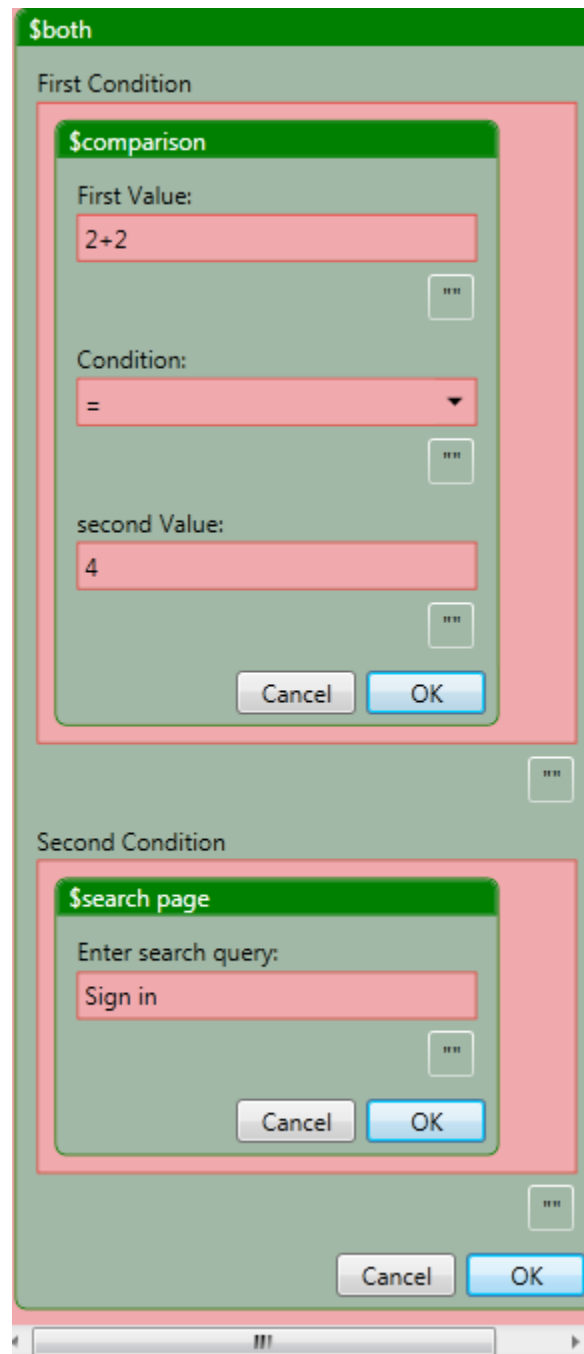 $both
First Condition
$comparison
First Value:
2+2
""
Condition:
=
""
second Value:
4
""
Cancel OK
""
Second Condition
$search page
Enter search query:
Sign in
""
Cancel OK
""
Cancel OK